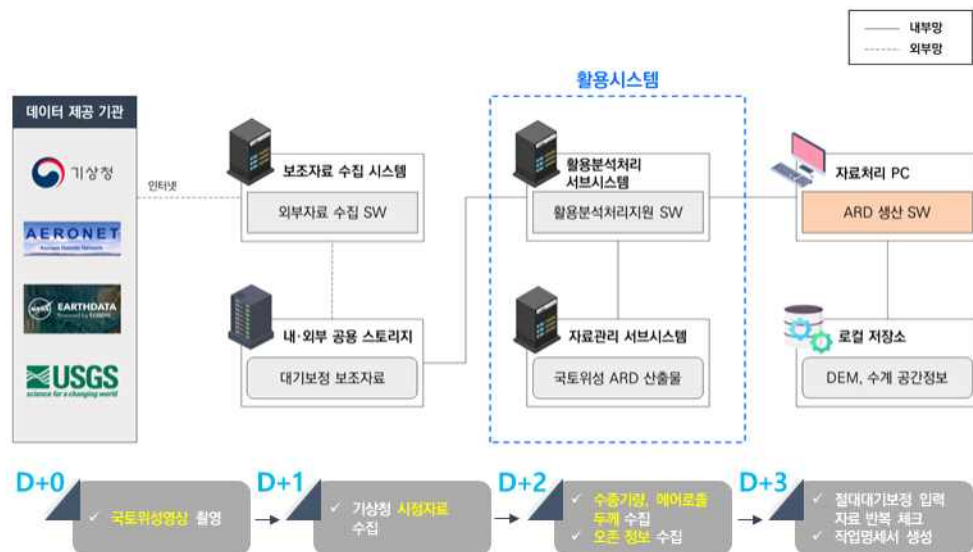 내부망
외부망
활용시스템
데이터 제공 기관
기상청
AERONET
EARTHDATA
USGS
science for a changing world
인터넷
보조자료 수집 시스템
외부자료 수집 SW
내·외부 공용 스토리지
대기보정 보조자료
활용분석처리
서브시스템
활용분석처리지원 SW
자료관리 서브시스템
국토위성 ARD 산출물
자료처리 PC
ARD 생산 SW
로컬 저장소
DEM, 수계 공간정보
D+0
✓ 국토위성영상 촬영
D+1
✓ 기상청 시정자료
수집
D+2
✓ 수증기량, 에어로졸
두께 수집
✓ 오존 정보 수집
D+3
✓ 절대대기보정 입력
자료 반복 체크
✓ 작업명세서 생성